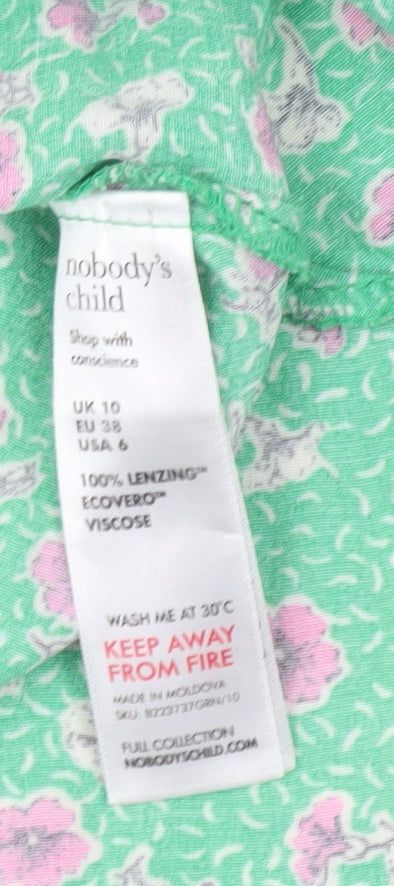 nobody's
child
Shop with
conscience
UK 10
EU 38
USA 6
100% LENZING™
ECOVERO™
VISCOSE
WASH ME AT 30°C
KEEP AWAY
FROM FIRE
MADE IN MOLDOVA
SKU: 8223737GRN/10
FULL COLLECTION
NOBODYSCHILD.COM